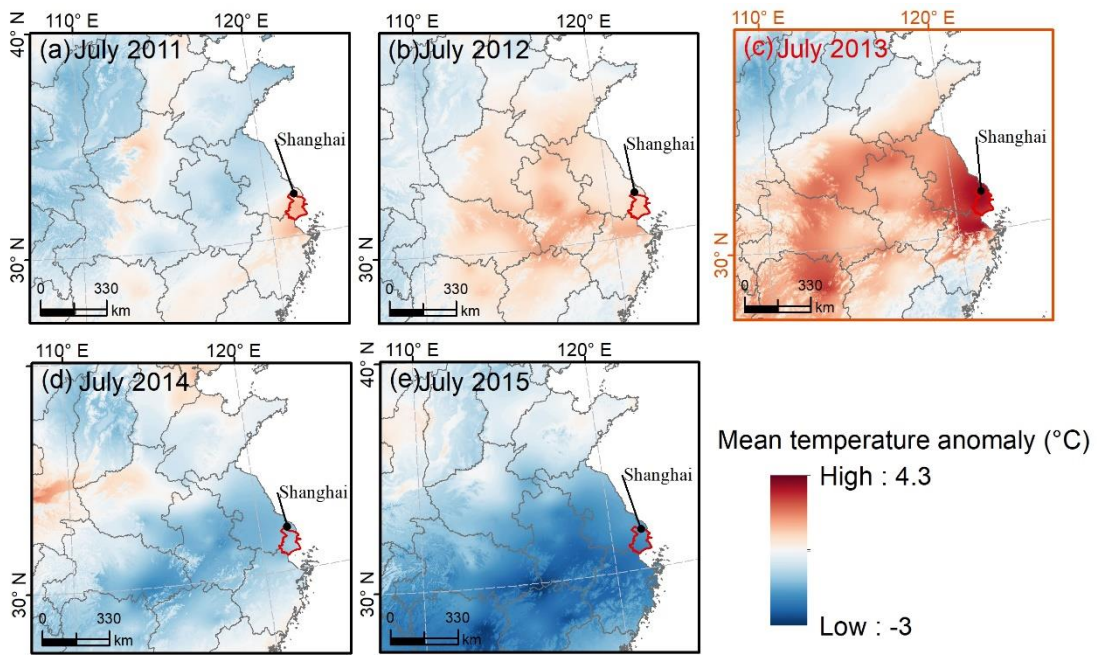 110° E 120° E
40° N
(a) July 2011
Shanghai
30° N
0 330
km
120° E
(b) July 2012
Shanghai
0 330
km
110° E 120° E
(c) July 2013
Shanghai
30° N
0 330
km
110° E 120° E
(d) July 2014
Shanghai
30° N
0 330
km
110° E 120° E
40° N
(e) July 2015
Shanghai
30° N
0 330
km
Mean temperature anomaly (°C)
High : 4.3
Low : -3